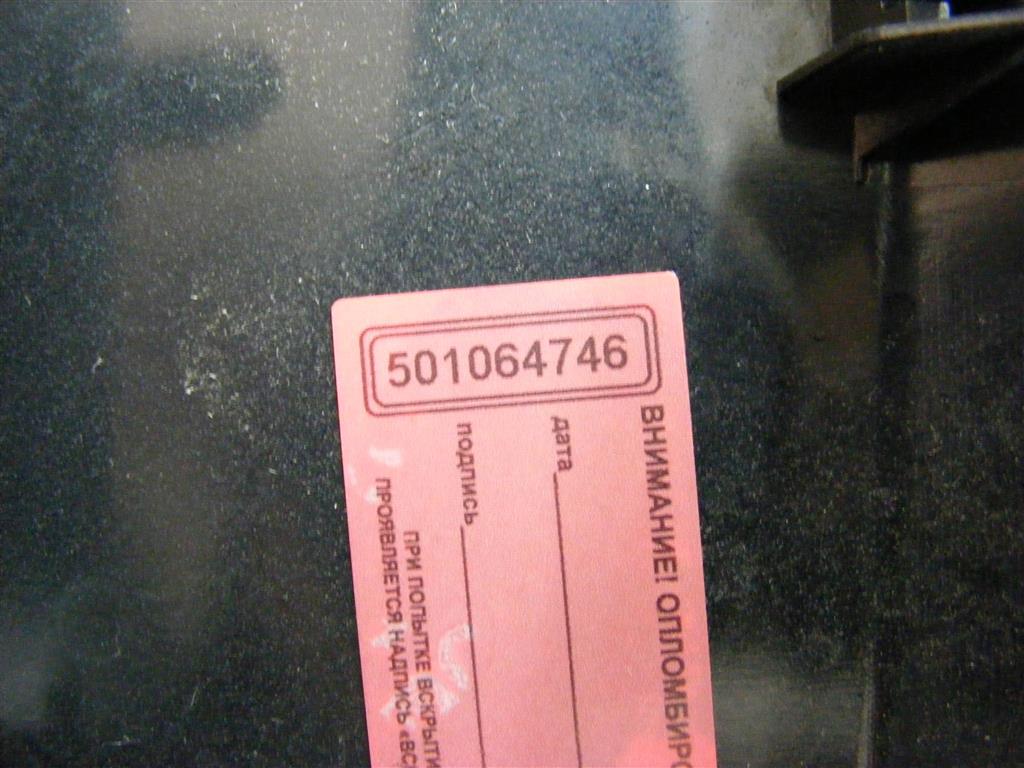 501064746
ВНИМАНИЕ! ОПЛОМБИРО
дата
подпись
ПРИ ПОПЫТКЕ ВСКРЫТИ
ПРОЯВЛЯЕТСЯ НАДПИСЬ «ВС